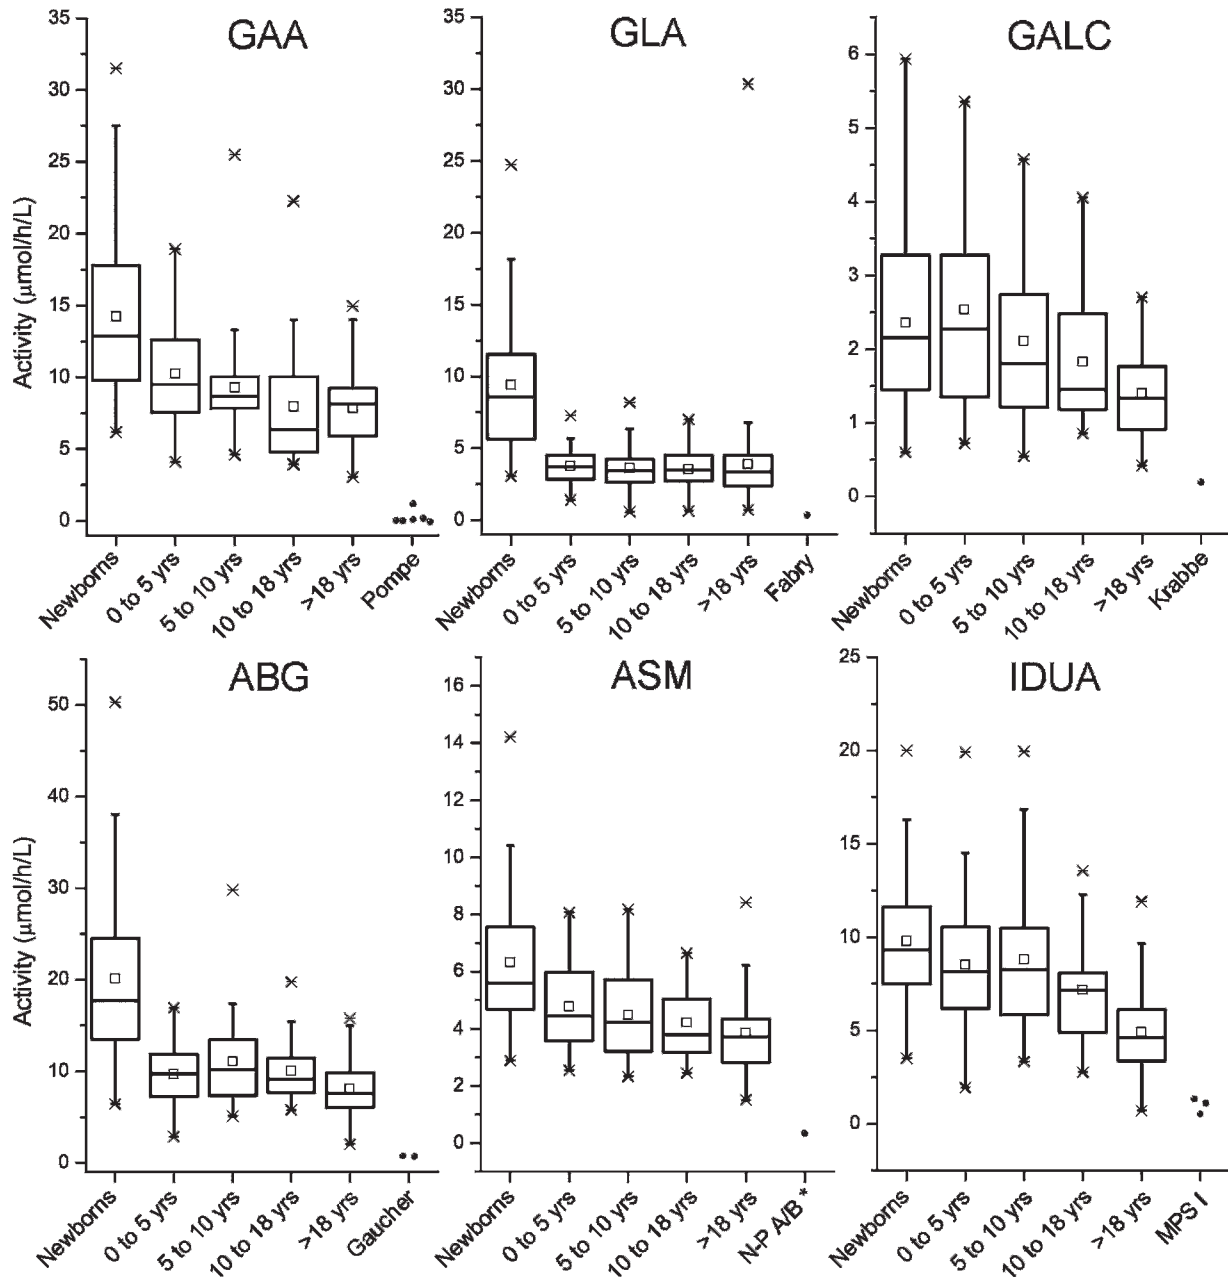 GAA
35
30
25
20
15
10
5
0
Activity (μmol/h/L)
Newborns
0 to 5 yrs
5 to 10 yrs
10 to 18 yrs
>18 yrs
Pompe
GLA
35
30
25
20
15
10
5
0
Newborns
0 to 5 yrs
5 to 10 yrs
10 to 18 yrs
>18 yrs
Fabry
GALC
6
5
4
3
2
1
0
Newborns
0 to 5 yrs
5 to 10 yrs
10 to 18 yrs
>18 yrs
Krabbe
ABG
50
40
30
20
10
0
Activity (μmol/h/L)
Newborns
0 to 5 yrs
5 to 10 yrs
10 to 18 yrs
>18 yrs
Gaucher
ASM
16
14
12
10
8
6
4
2
0
Newborns
0 to 5 yrs
5 to 10 yrs
10 to 18 yrs
>18 yrs
N-P A/B*
IDUA
25
20
15
10
5
0
Newborns
0 to 5 yrs
5 to 10 yrs
10 to 18 yrs
>18 yrs
MPS I